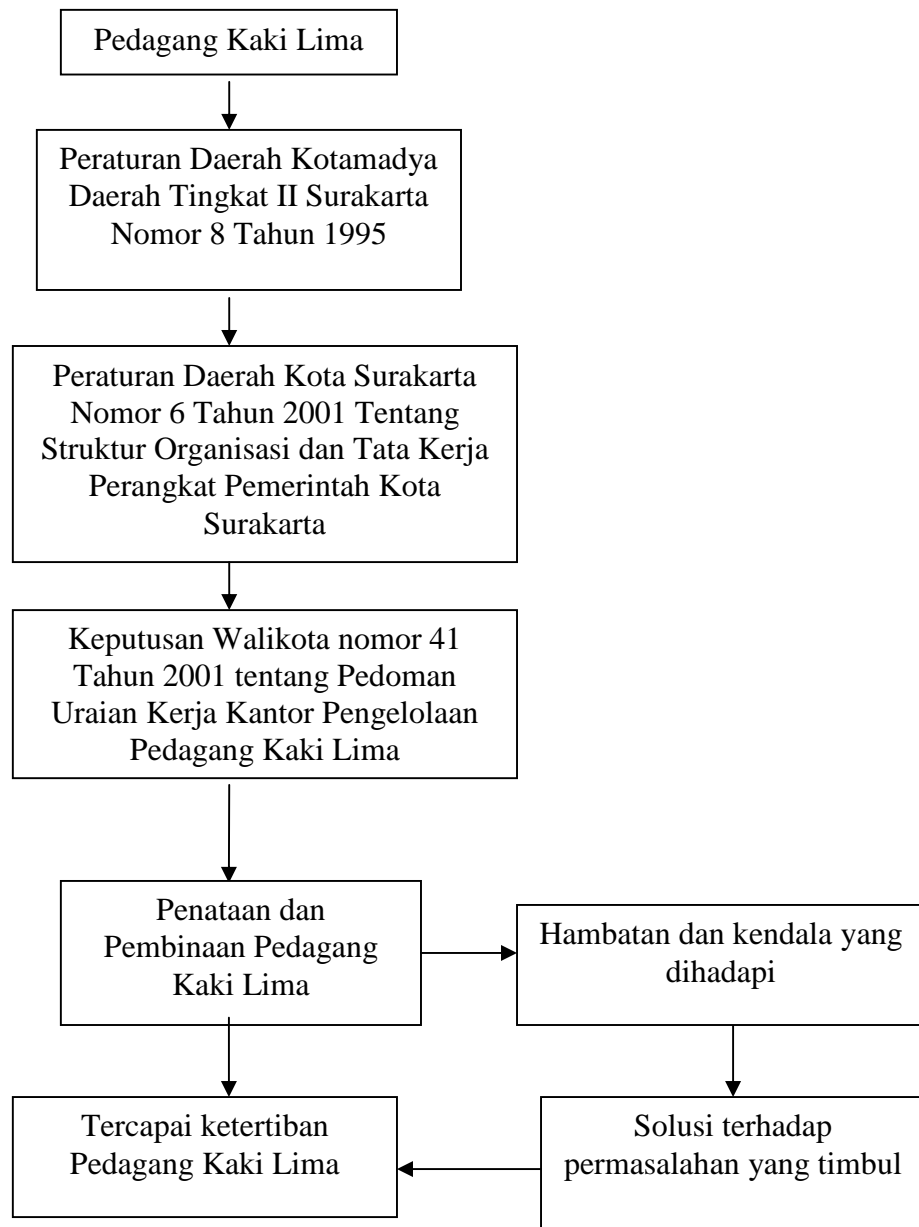 Pedagang Kaki Lima
Peraturan Daerah Kotamadya
Daerah Tingkat II Surakarta
Nomor 8 Tahun 1995
Peraturan Daerah Kota Surakarta
Nomor 6 Tahun 2001 Tentang
Struktur Organisasi dan Tata Kerja
Perangkat Pemerintah Kota
Surakarta
Keputusan Walikota nomor 41
Tahun 2001 tentang Pedoman
Uraian Kerja Kantor Pengelolaan
Pedagang Kaki Lima
Penataan dan
Pembinaan Pedagang
Kaki Lima
Hambatan dan kendala yang
dihadapi
Tercapai ketertiban
Pedagang Kaki Lima
Solusi terhadap
permasalahan yang timbul